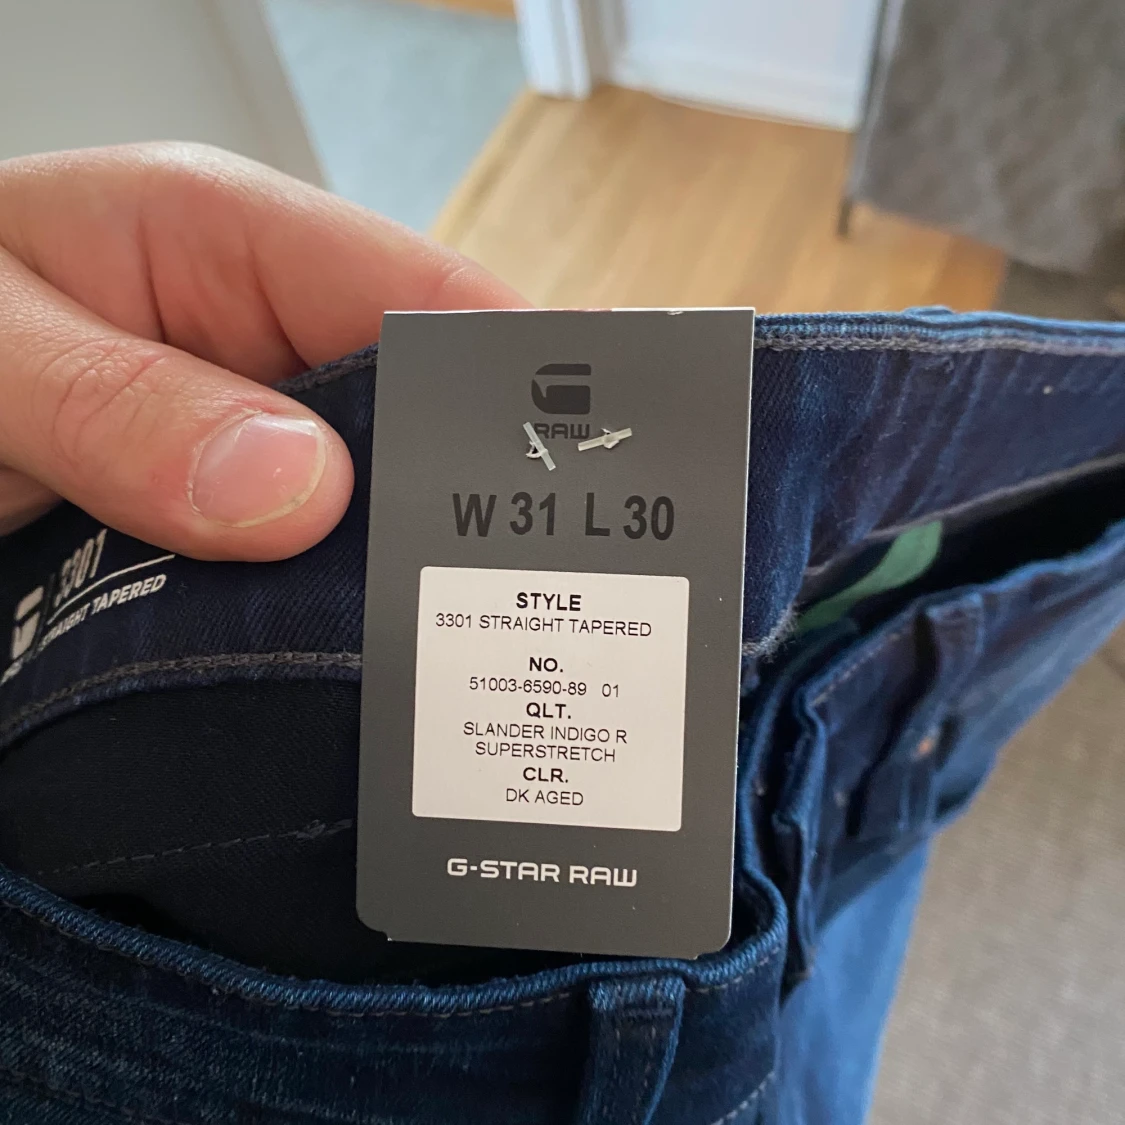 RAW
W 31 L 30
STYLE
3301 STRAIGHT TAPERED
NO.
51003-6590-89 01
QLT.
SLANDER INDIGO R
SUPERSTRETCH
CLR.
DK AGED
G-STAR RAW
3301
STRAIGHT TAPERED